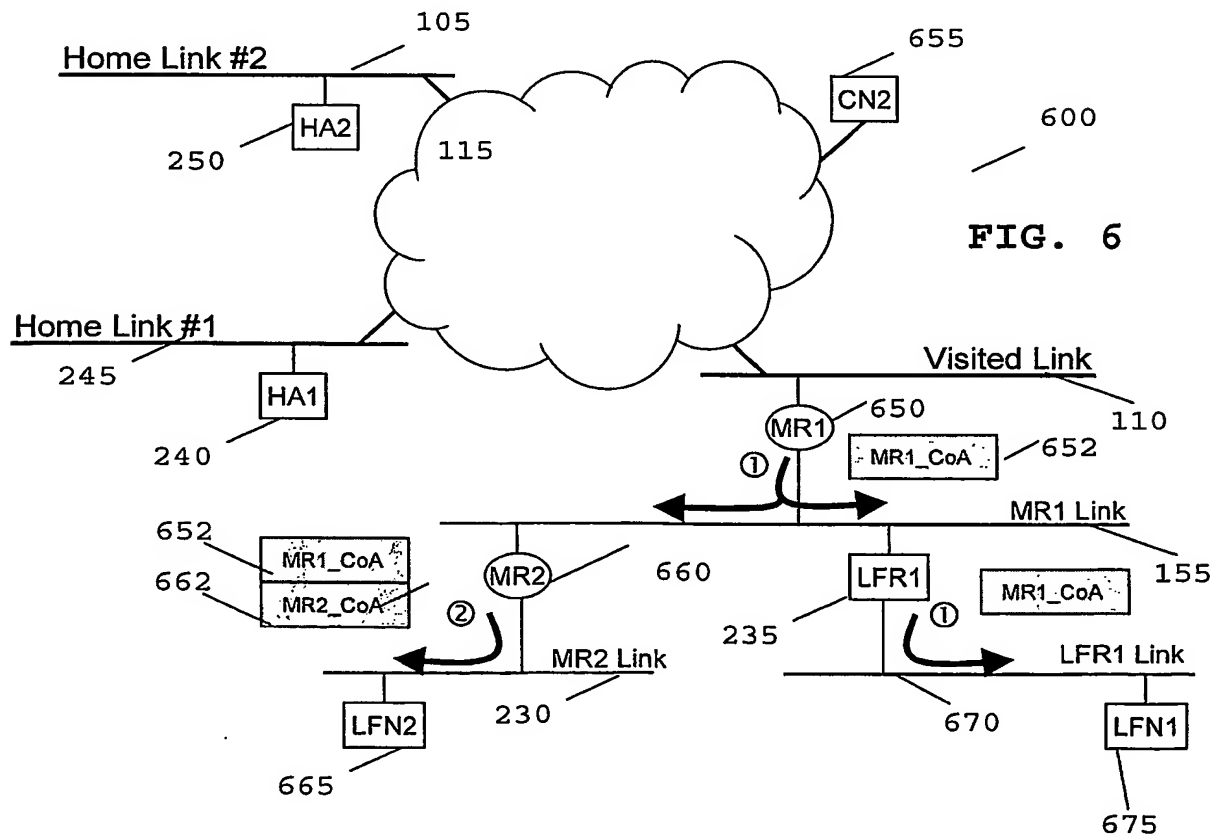 105
655
Home Link #2
CN2
HA2
600
250
115
FIG. 6
Home Link #1
Visited Link
245
HA1
650
110
MR1
240
①
MR1_CoA
652
MR1 Link
652
MR1_CoA
MR2
660
LFR1
155
662
MR2_CoA
MR1_CoA
②
235
①
MR2 Link
LFR1 Link
LFN2
230
670
LFN1
665
675